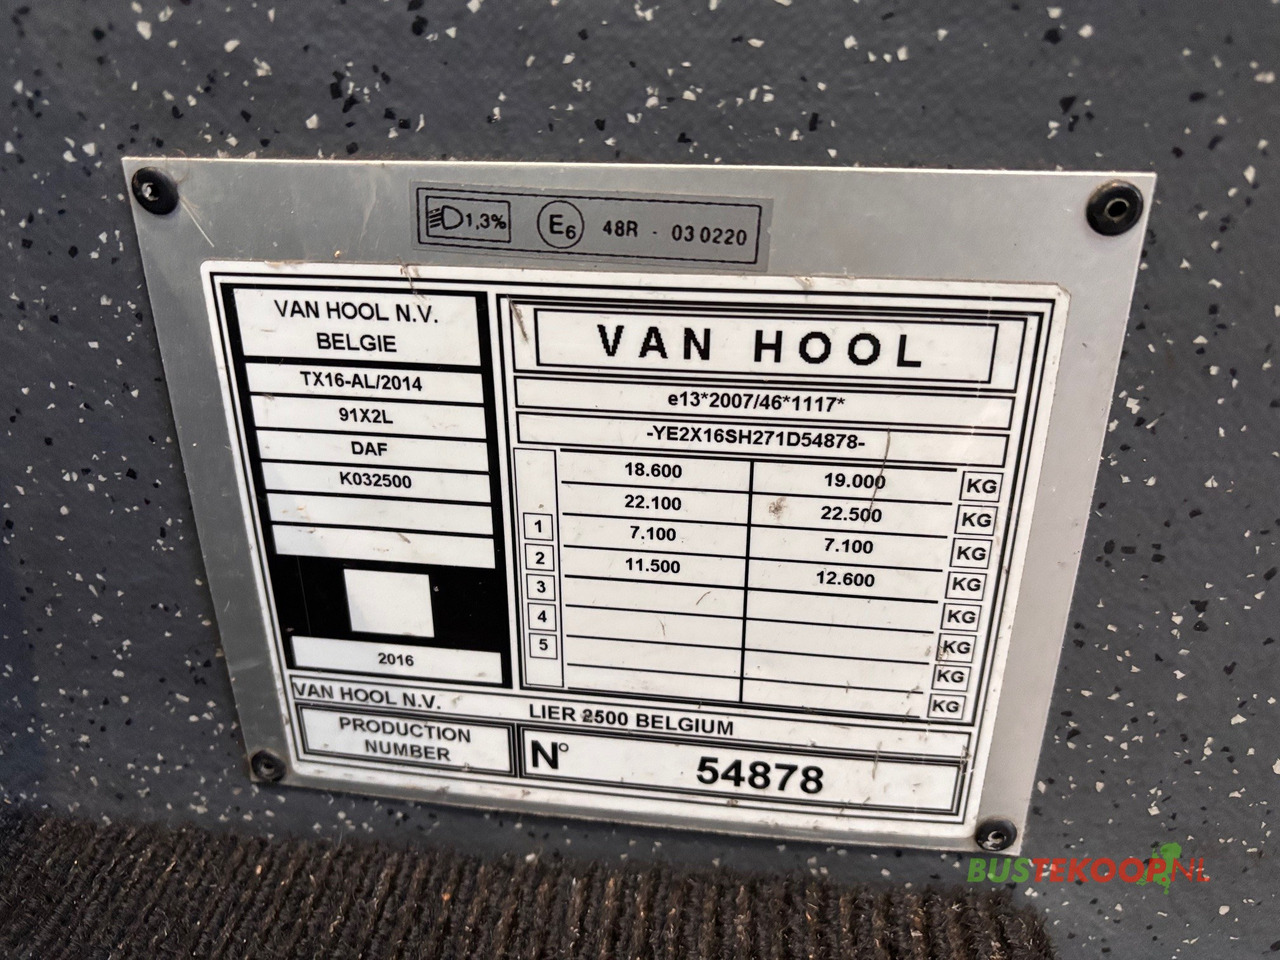 1,3% E6 48R - 03 0220
VAN HOOL N.V.
BELGIE
TX16-AL/2014
91X2L
DAF
K032500
2016
VAN HOOL
e13*2007/46*1117*
-YE2X16SH271D54878-
18.600 19.000 KG
22.100 22.500 KG
1 7.100 7.100 KG
2 11.500 12.600 KG
3 KG
4 KG
5 KG
KG
VAN HOOL N.V. LIER 2500 BELGIUM
PRODUCTION
NUMBER
N° 54878
BUSTEKOOP.NL